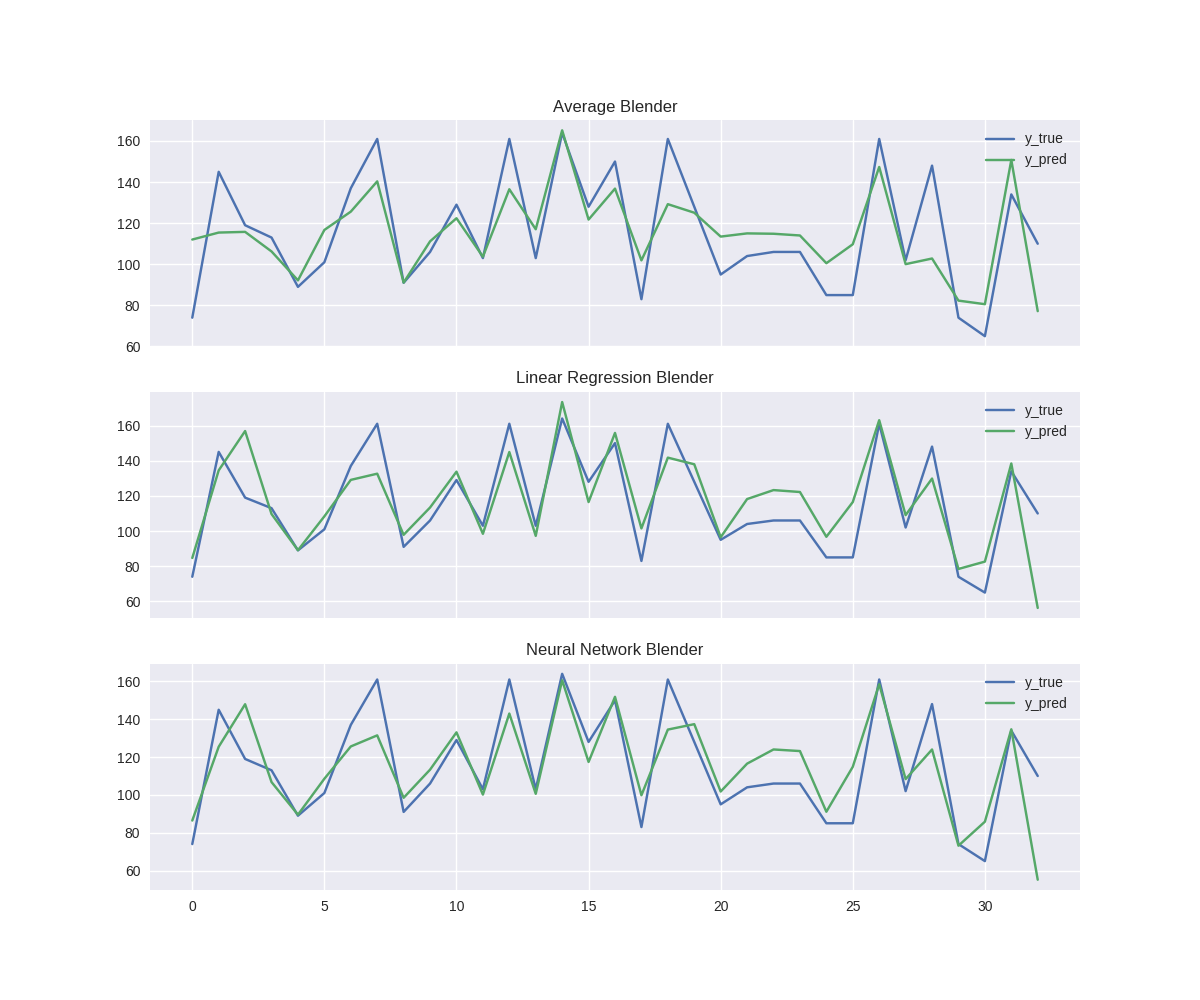 Average Blender
160
140
120
100
80
60
y_true
y_pred
Linear Regression Blender
160
140
120
100
80
60
y_true
y_pred
Neural Network Blender
160
140
120
100
80
60
y_true
y_pred
0 5 10 15 20 25 30